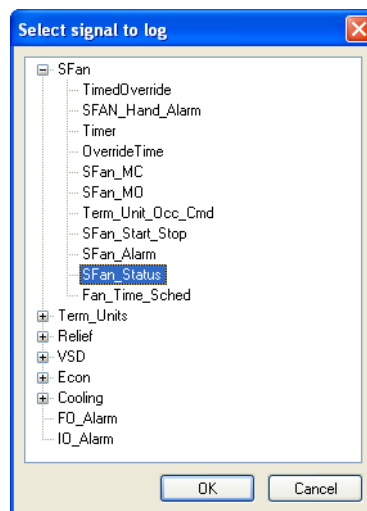 Select signal to log
SFan
TimedOverride
SFAN_Hand_Alarm
Timer
OverrideTime
SFan_MC
SFan_MO
Term_Unit_Occ_Cmd
SFan_Start_Stop
SFan_Alarm
SFan_Status
Fan_Time_Sched
Term_Units
Relief
VSD
Econ
Cooling
FO_Alarm
IO_Alarm
OK
Cancel